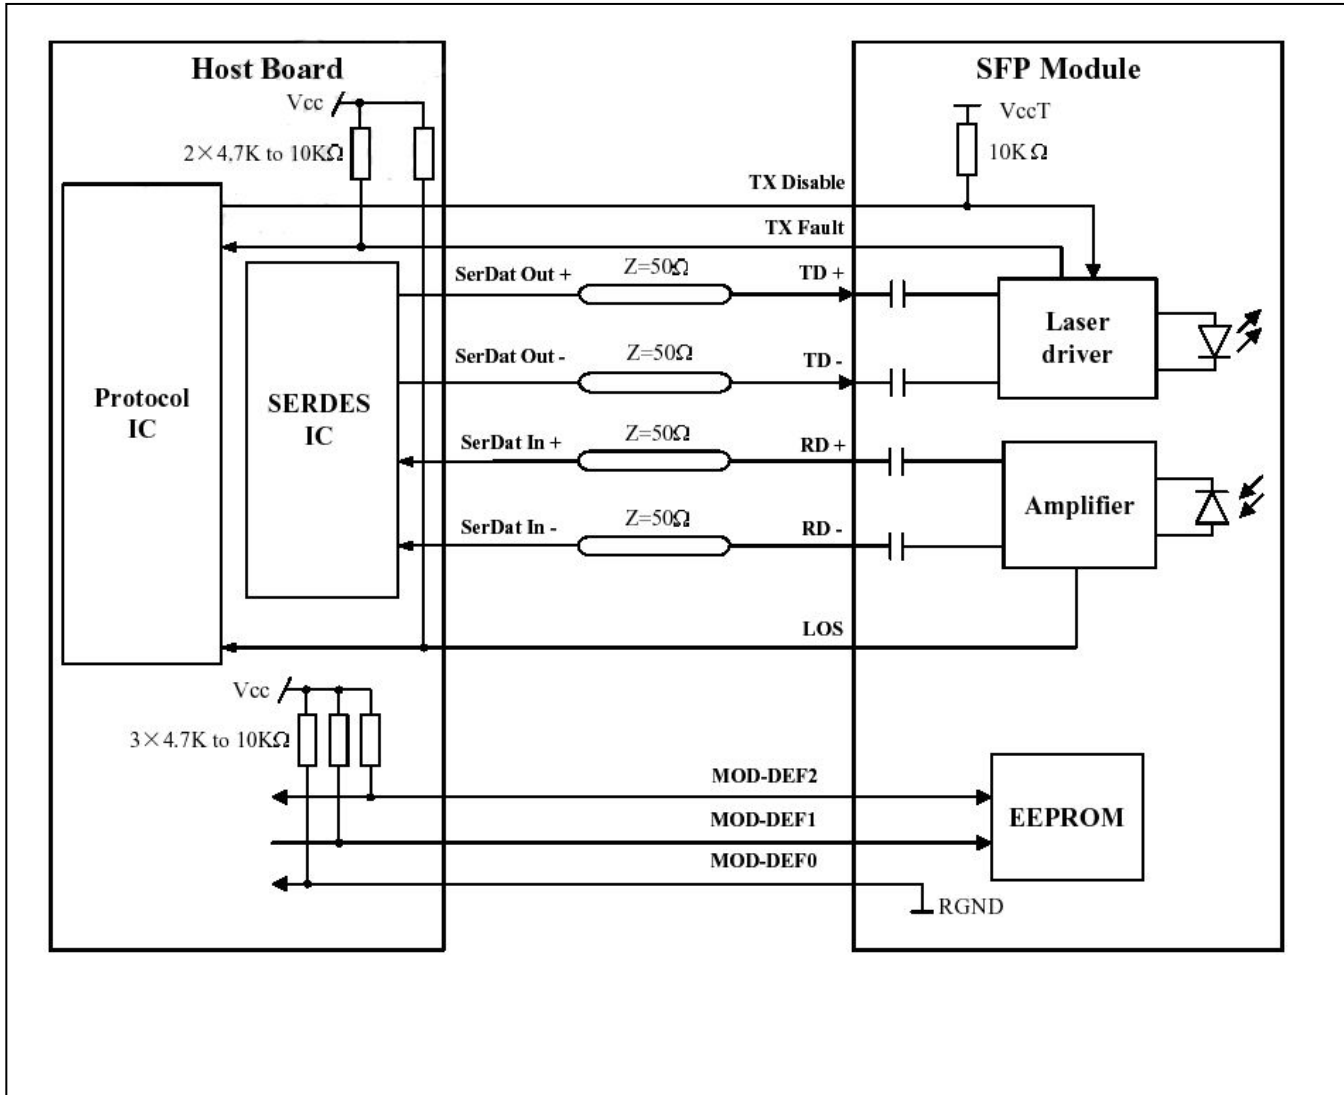 Host Board
SFP Module
Vcc
VccT
2×4.7K to 10KΩ
10KΩ
TX Disable
TX Fault
SerDat Out +
Z=50Ω
TD +
Laser
driver
SerDat Out -
Z=50Ω
TD -
Protocol
IC
SERDES
IC
SerDat In +
Z=50Ω
RD +
Amplifier
SerDat In -
Z=50Ω
RD -
LOS
Vcc
3×4.7K to 10KΩ
MOD-DEF2
MOD-DEF1
EEPROM
MOD-DEF0
RGND